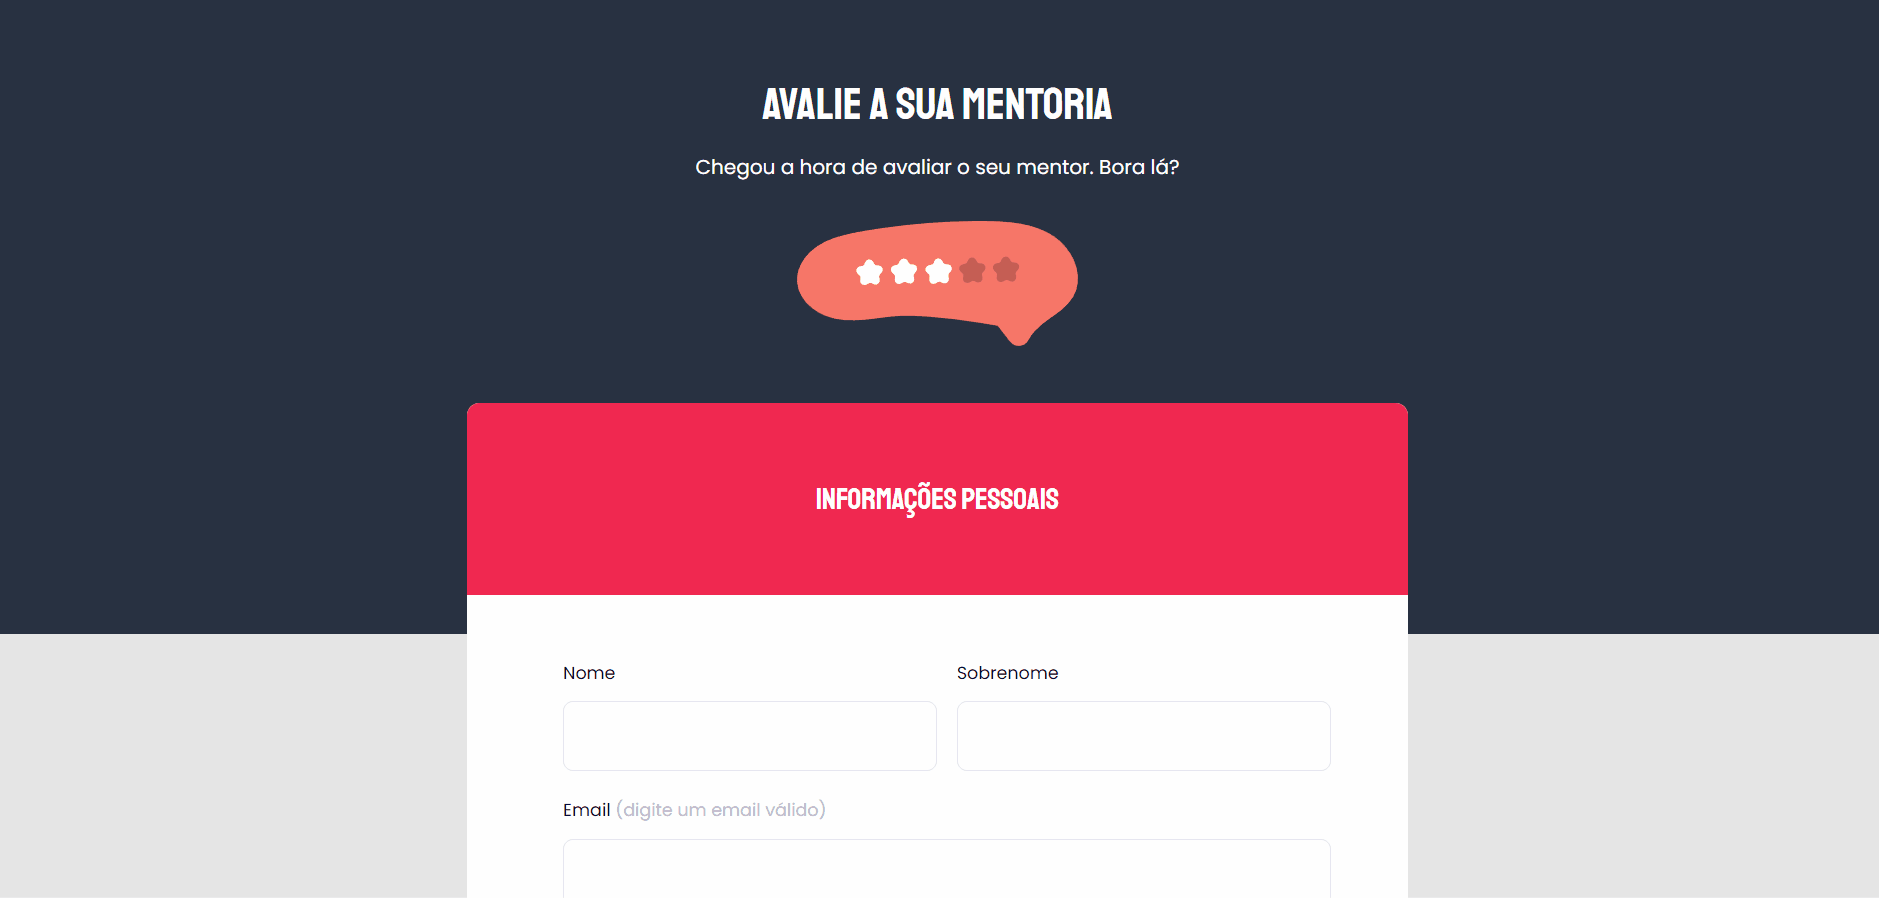 AVALIE A SUA MENTORIA
Chegou a hora de avaliar o seu mentor. Bora lá?
INFORMAÇÕES PESSOAIS
Nome
Sobrenome
Email (digite um email válido)